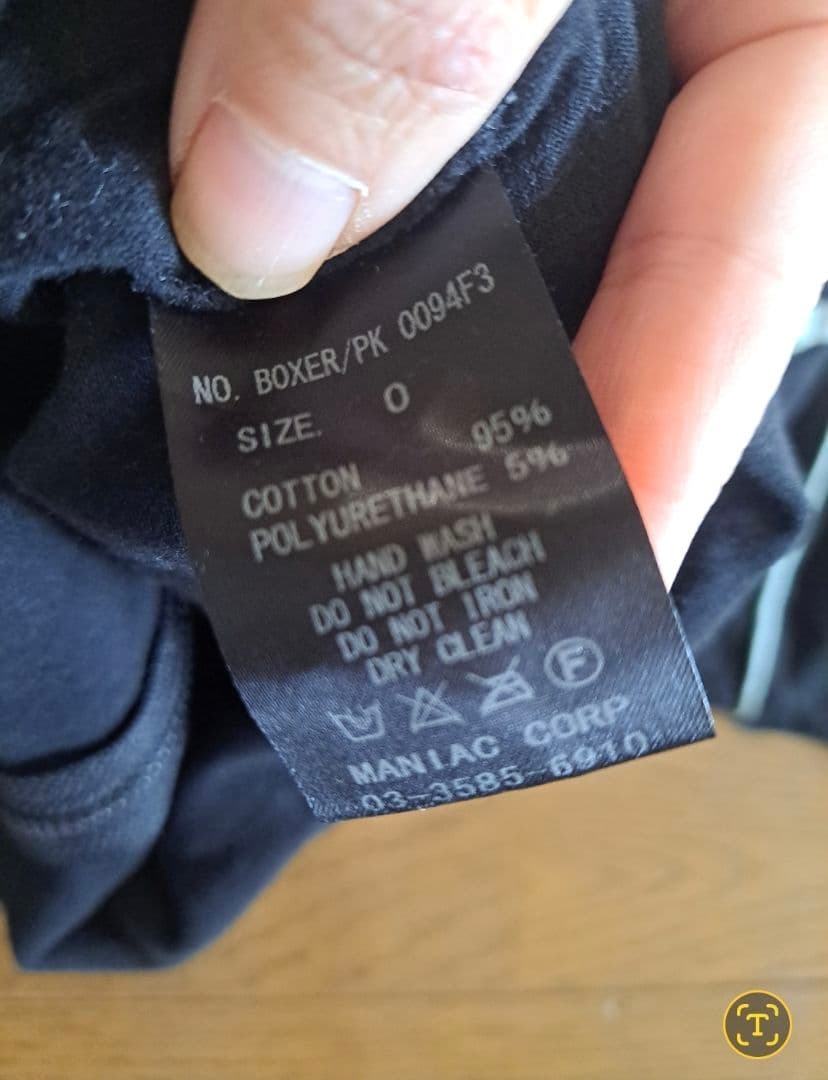 NO. BOXER/PK 0094F3
SIZE. 0
COTTON 95%
POLYURETHANE 5%
HAND WASH
DO NOT BLEACH
DO NOT IRON
DRY CLEAN
F
MANIAC CORP
03-3585-6910